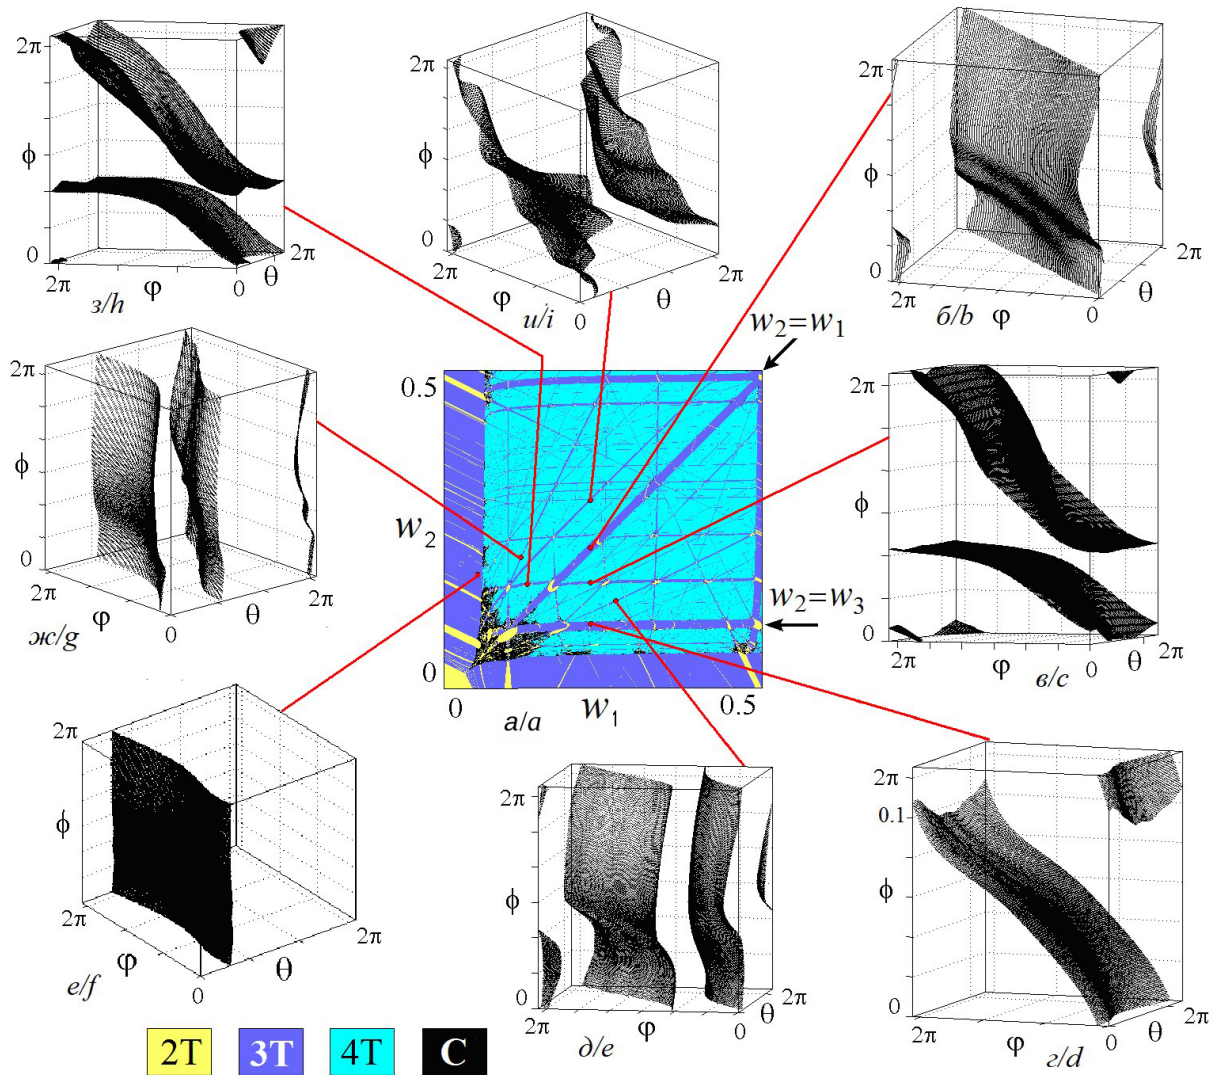 2π
ϕ
0
2π
φ
0
θ
2π
з/h
2π
ϕ
0
2π
φ
0
θ
2π
и/i
2π
ϕ
0
2π
φ
0
θ
2π
б/b
w₂=w₁
2π
ϕ
0
2π
φ
0
θ
2π
ж/g
0.5
w₂
0
0
w₁
0.5
а/a
w₂=w₃
2π
ϕ
0
2π
φ
0
θ
2π
в/c
2π
ϕ
2π
φ
0
θ
2π
е/f
2π
ϕ
0
2π
φ
0
θ
2π
д/e
2π
0.1
ϕ
0
2π
φ
0
θ
2π
г/d
2T 3T 4T C